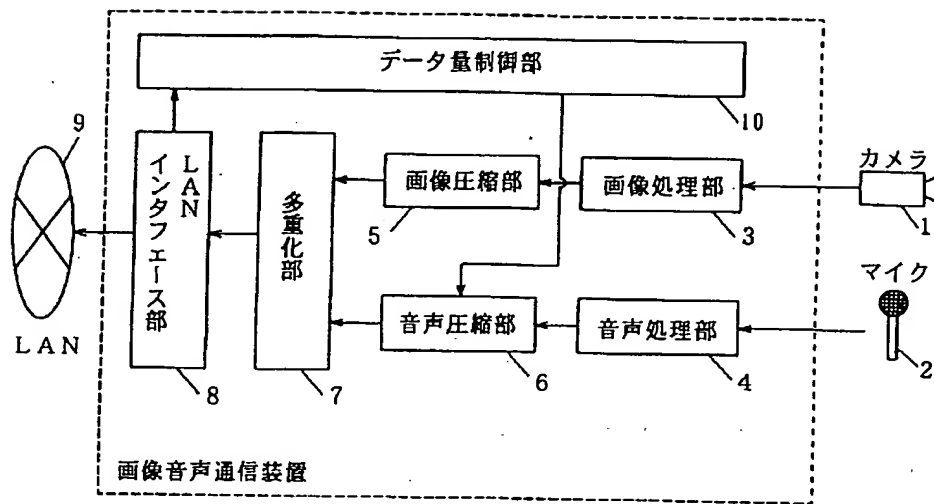 データ量制御部
10
9
LAN
インタフェース部
8
多重化部
7
画像圧縮部
5
画像処理部
3
カメラ
1
音声圧縮部
6
音声処理部
4
マイク
2
LAN
画像音声通信装置